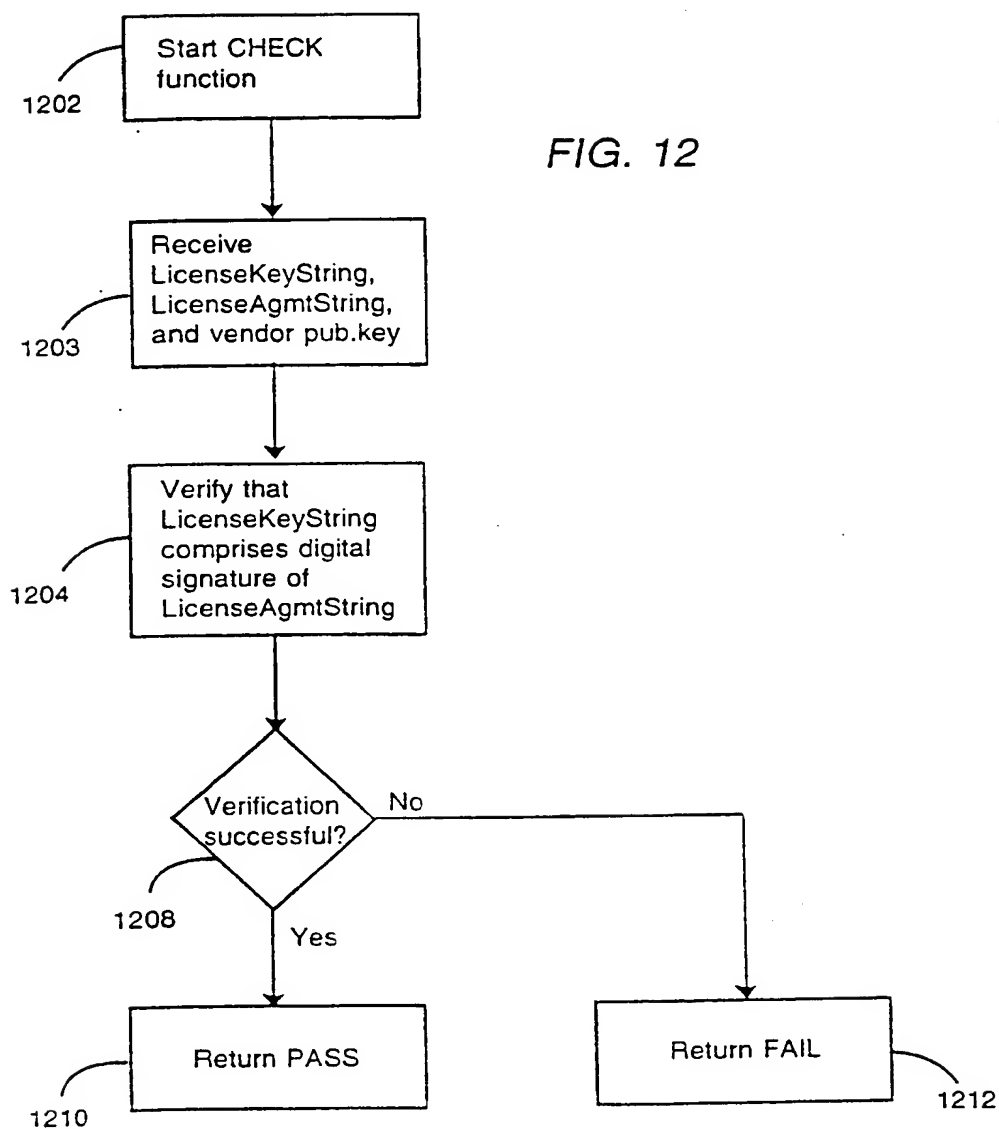 Start CHECK
function
1202
FIG. 12
Receive
LicenseKeyString,
LicenseAgmtString,
and vendor pub.key
1203
Verify that
LicenseKeyString
comprises digital
signature of
LicenseAgmtString
1204
Verification
successful?
No
1208
Yes
Return PASS
Return FAIL
1210
1212